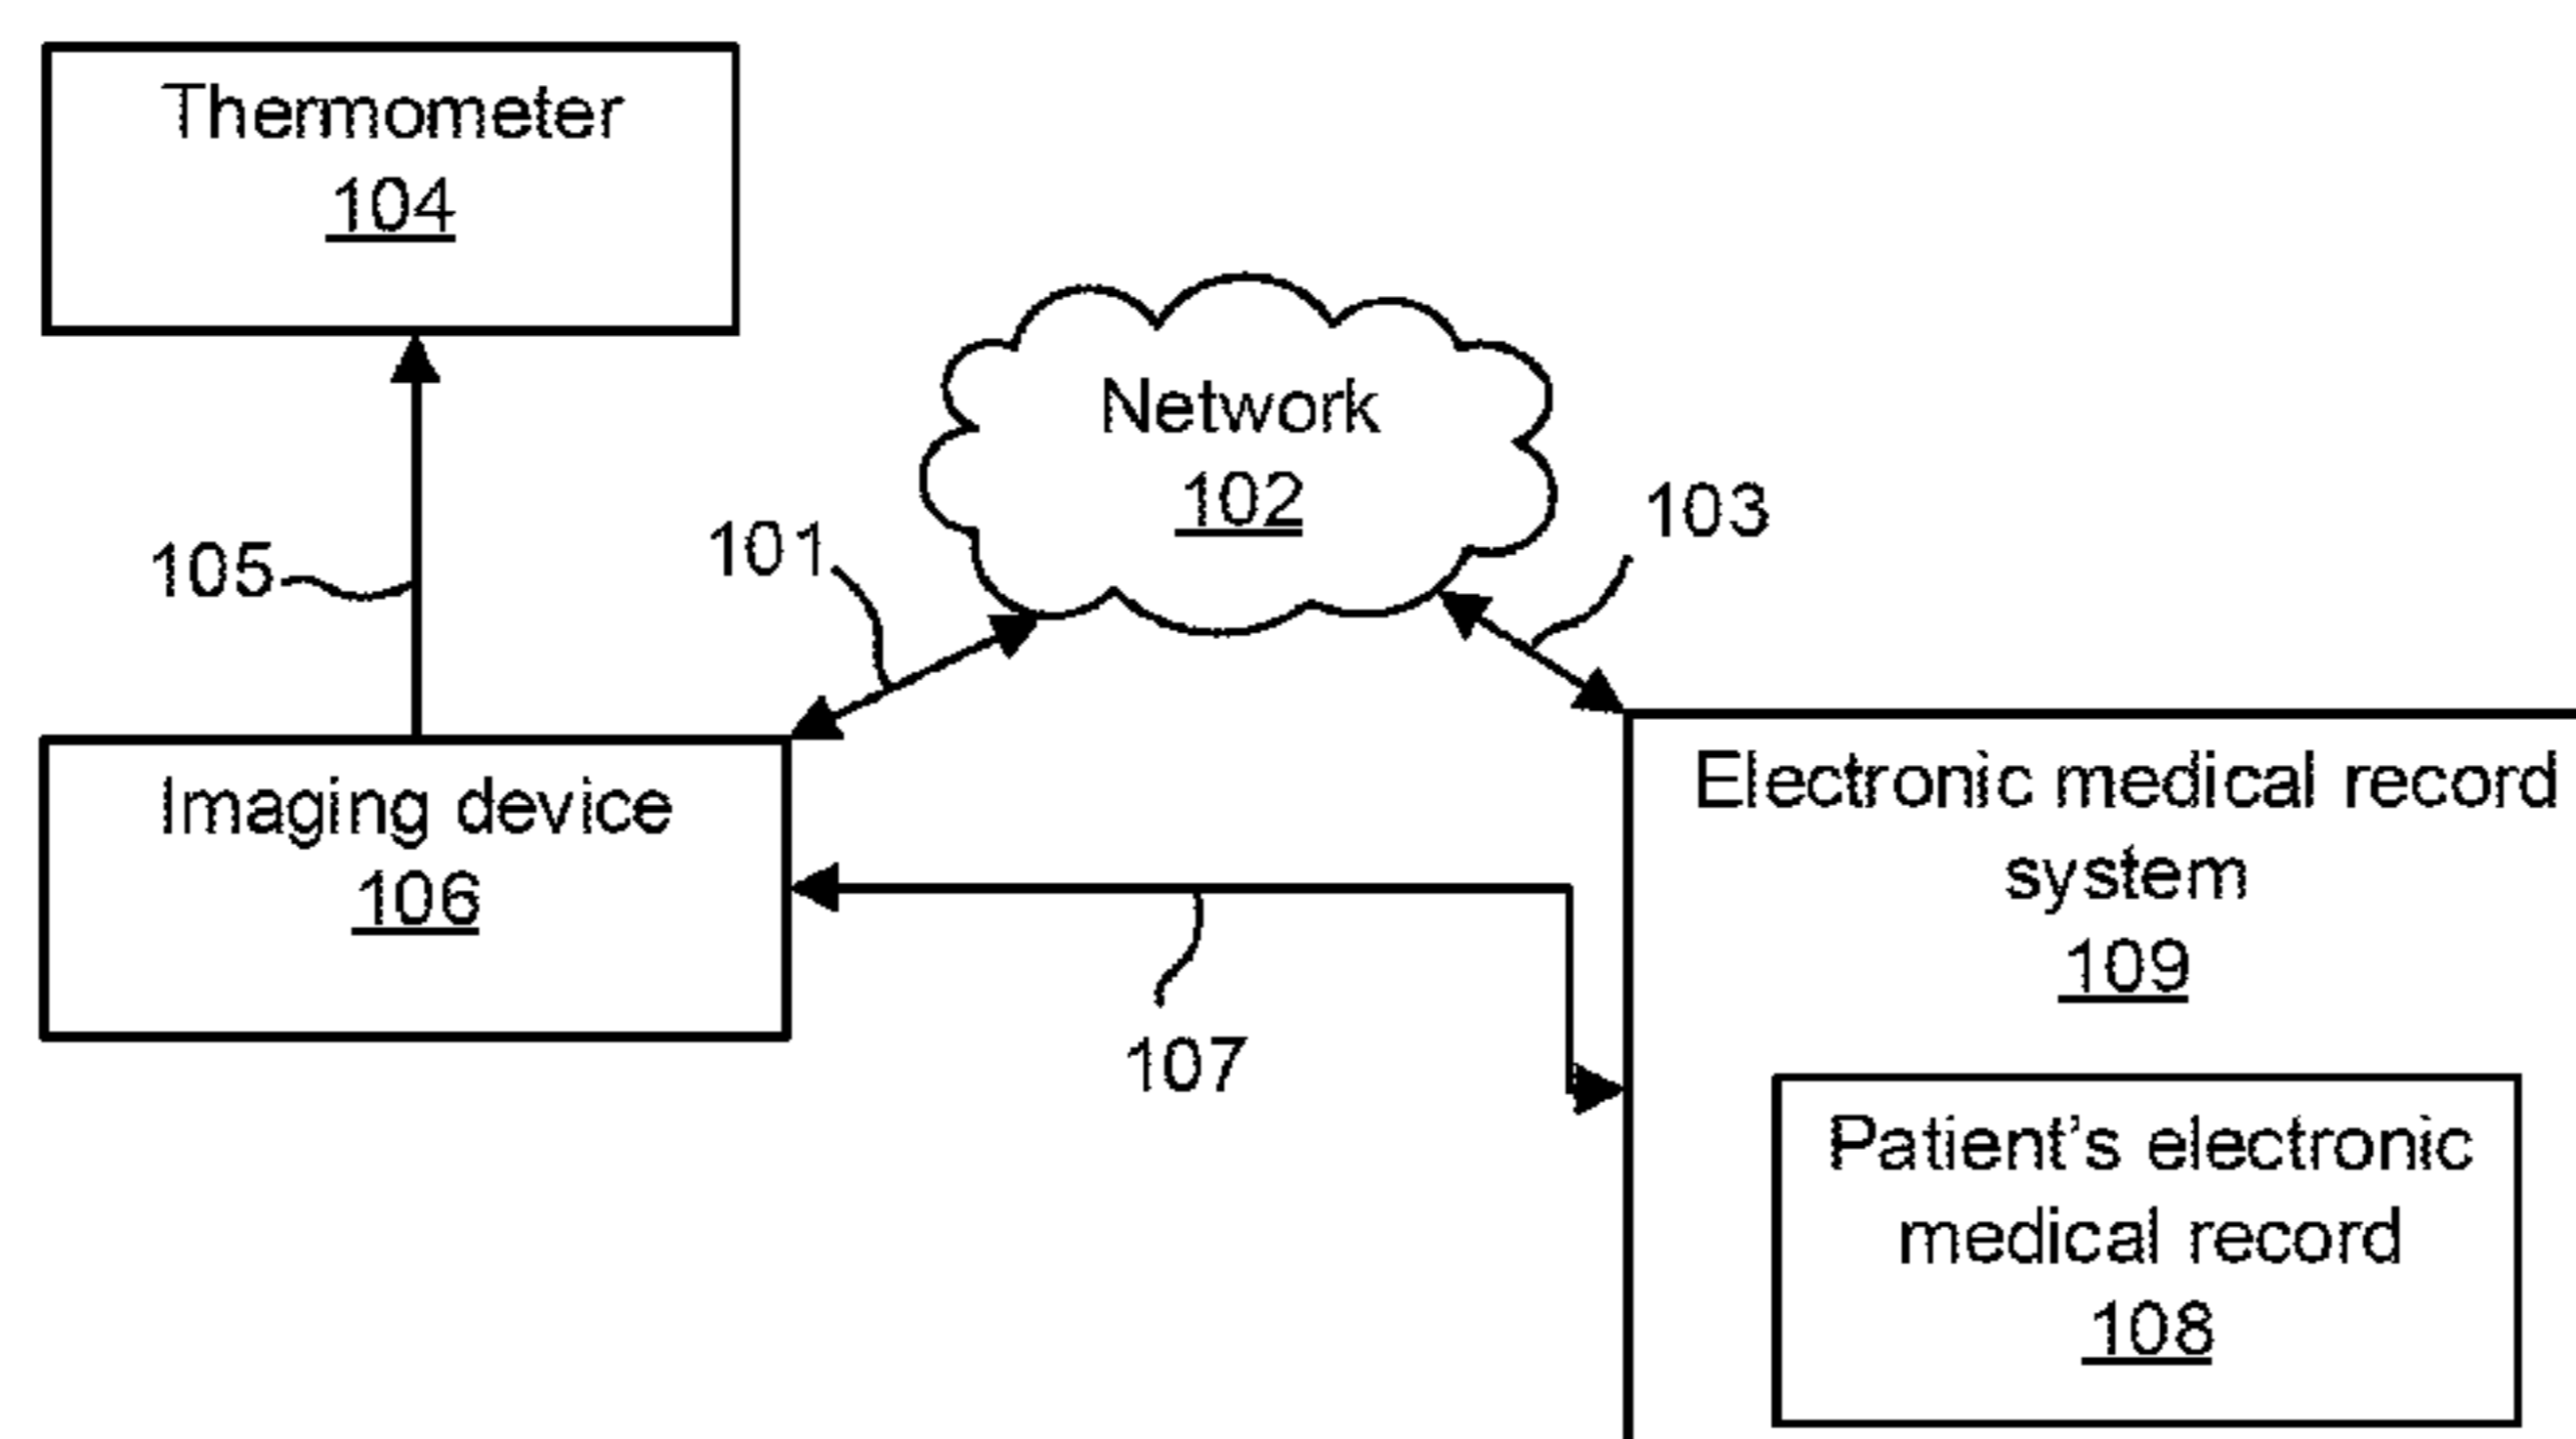 Thermometer
104
Network
102
103
101
105
Imaging device
106
Electronic medical record
system
109
107
Patient's electronic
medical record
108